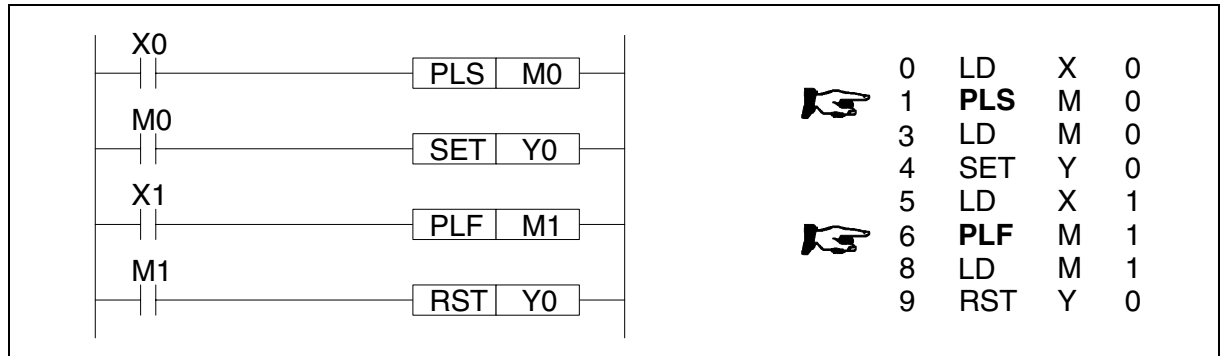 X0
PLS M0
M0
SET Y0
X1
PLF M1
M1
RST Y0
0 LD X 0
1 PLS M 0
3 LD M 0
4 SET Y 0
5 LD X 1
6 PLF M 1
8 LD M 1
9 RST Y 0